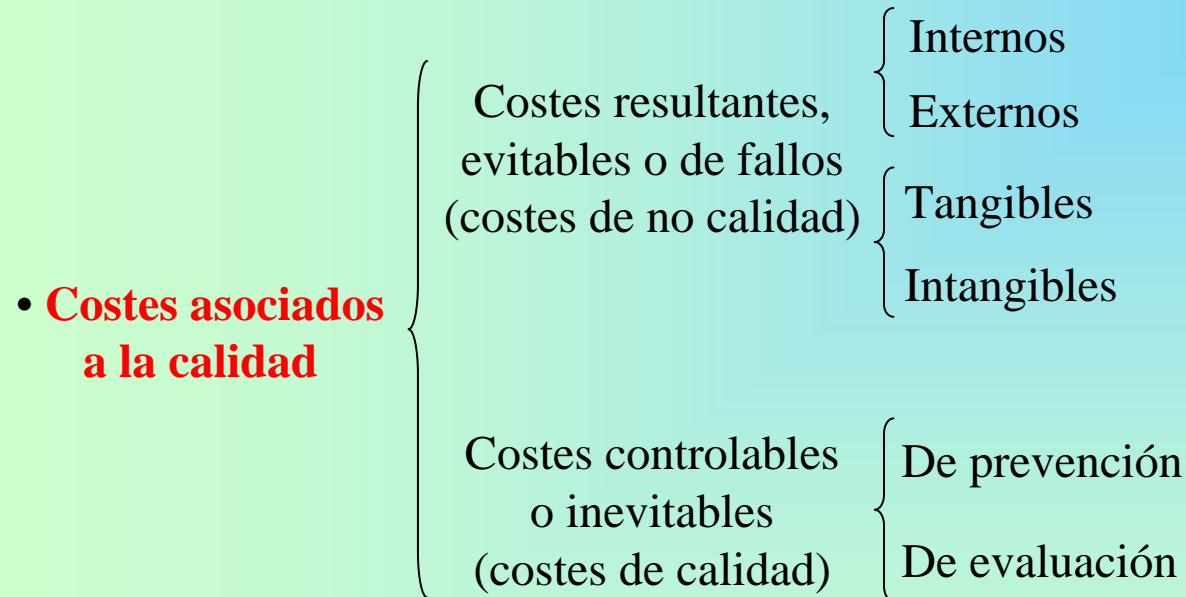 • Costes asociados
a la calidad
Costes resultantes,
evitables o de fallos
(costes de no calidad)
Internos
Externos
Tangibles
Intangibles
Costes controlables
o inevitables
(costes de calidad)
De prevención
De evaluación